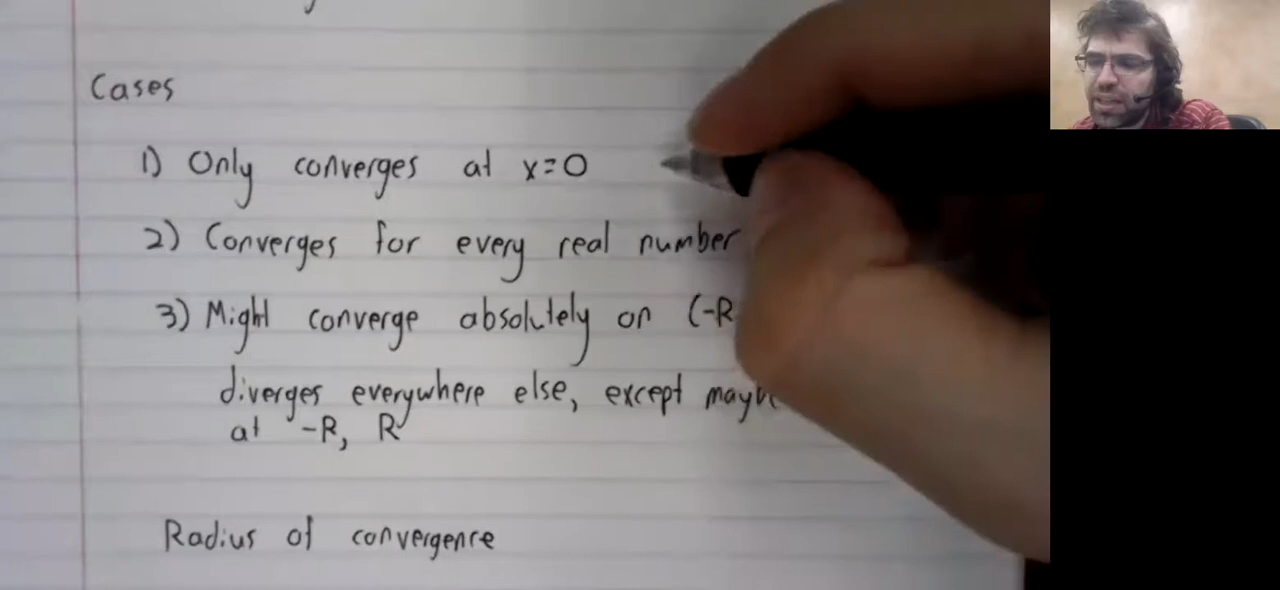 Cases
1) Only converges at x=0
2) Converges for every real number
3) Might converge absolutely on (-R
diverges everywhere else, except maybe
at -R, R
Radius of convergence